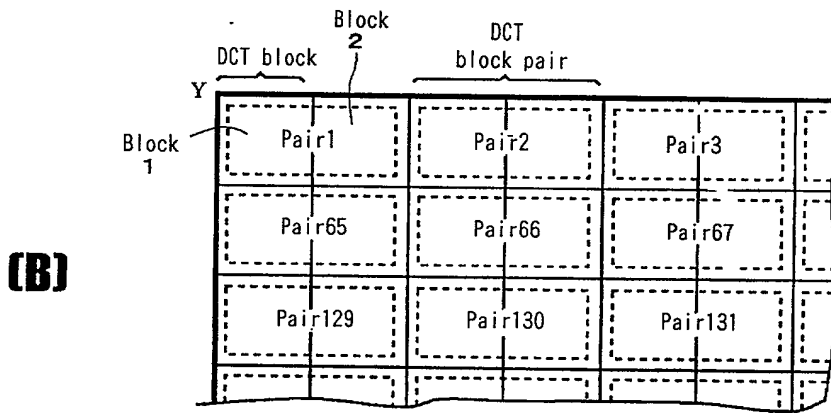 Block
2
DCT
block pair
DCT block
Y
Block
1
Pair1 Pair2 Pair3
(B)
Pair65 Pair66 Pair67
Pair129 Pair130 Pair131